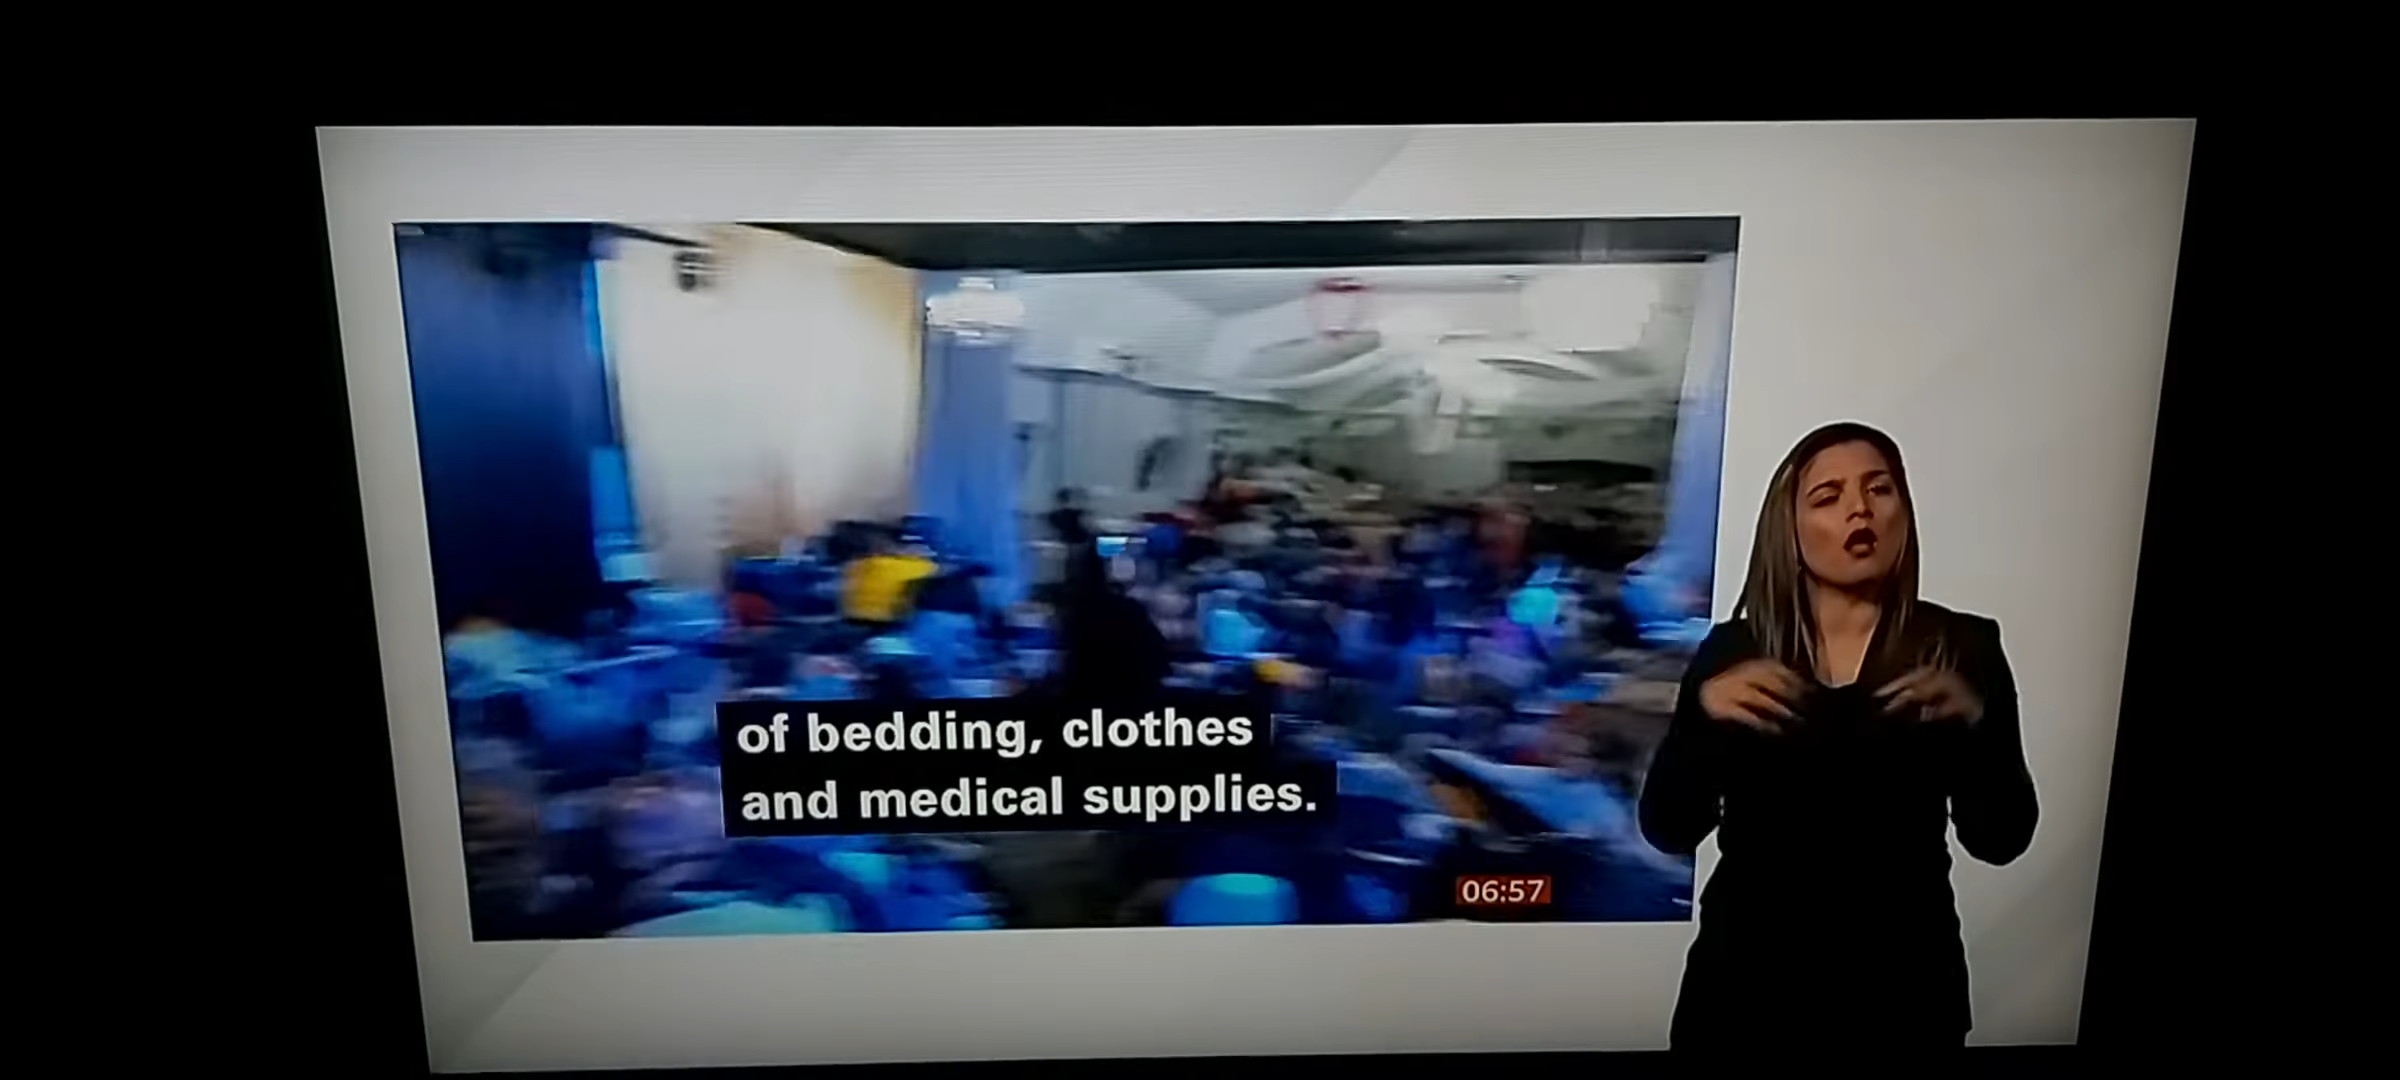 of bedding, clothes
and medical supplies.
06:57